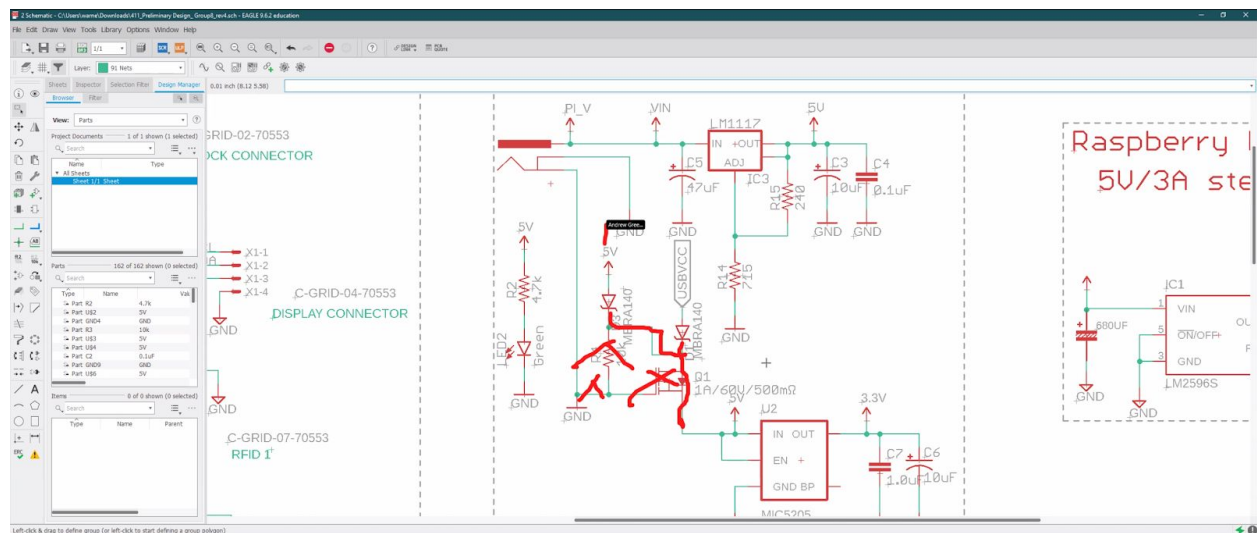 2 Schematic - C:\Users\warne\Downloads\411_Preliminary Design_ Group8_rev4.sch - EAGLE 9.6.2 education
File Edit Draw View Tools Library Options Window Help
1/1
Layer: 91 Nets
Sheets Inspector Selection Filter Design Manager
0.01 inch (8.12 5.58)
Browser Filter
View: Parts
Project Documents 1 of 1 shown (1 selected)
Search
Name Type
All Sheets
Sheet 1/1 Sheet
Parts 162 of 162 shown (0 selected)
Search
Type Name Val
Part R2 4.7k
Part U$2 5V
Part GND4 GND
Part R3 10k
Part U$3 5V
Part U$4 5V
Part C2 0.1uF
Part GND9 GND
Part U$6 5V
Items 0 of 0 shown (0 selected)
Search
Type Name Parent
GRID-02-70553
OCK CONNECTOR
X1-1
X1-2
X1-3
X1-4
C-GRID-04-70553
DISPLAY CONNECTOR
GND
GND
C-GRID-07-70553
RFID 1
PI_V
VIN
5V
LM1117
IN +OUT
ADJ
IC3
C5
47uF
R15
240
C3
10uF
C4
0.1uF
GND
GND
GND
Andrew Gree...
GND
5V
R2
4.7k
LED2
Green
GND
5V
MBRA140
USBVCC
MBRA140
R14
715
GND
Q1
1A/60V/500mΩ
GND
5V
U2
IN OUT
EN +
GND BP
MIC5205
3.3V
C7
1.0uF
C6
10uF
Raspberry
5V/3A ste
680UF
IC1
VIN
ON/OFF
GND
1
5
3
LM2596S
GND
Left-click & drag to define group (or left-click to start defining a group polygon)